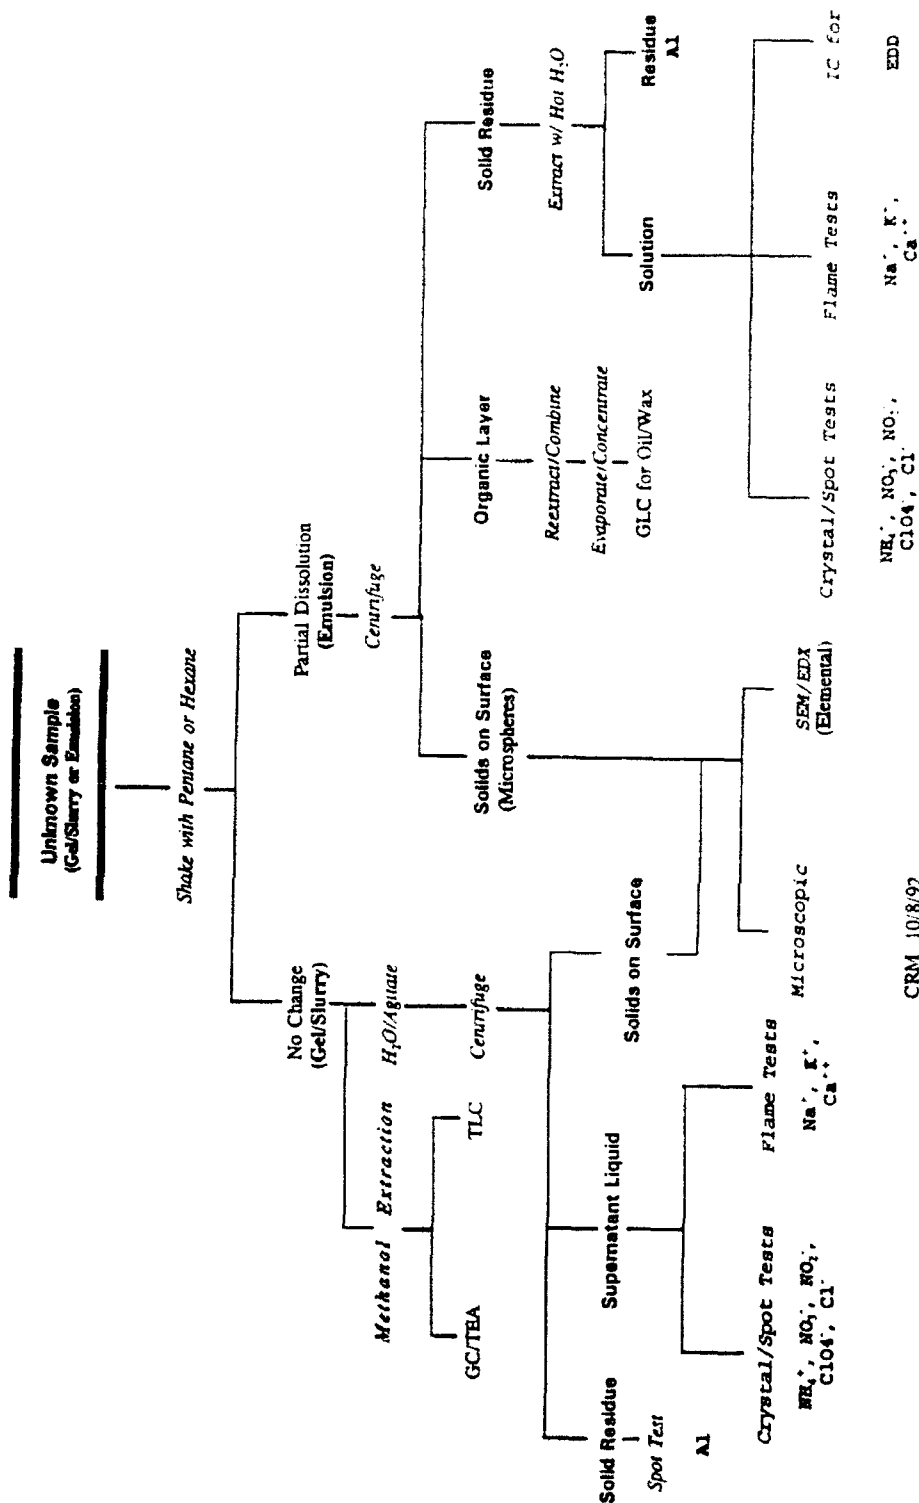 Unknown Sample
(Gel/Slurry or Emulsion)
Shake with Pentane or Hexane
No Change
(Gel/Slurry)
Partial Dissolution
(Emulsion)
Methanol Extraction
H₂O/Agitate
Centrifuge
GC/TEA
TLC
Centrifuge
Solid Residue
Supernatant Liquid
Solids on Surface
Solids on Surface
(Microspheres)
Organic Layer
Solid Residue
Spot Test
Al
Reextract/Combine
Evaporate/Concentrate
GLC for Oil/Wax
Extract w/ Hot H₂O
Solution
Residue
Al
Crystal/Spot Tests
NH₄⁺, NO₃⁻, NO₂⁻,
ClO4⁻, Cl⁻
Flame Tests
Na⁺, K⁺,
Ca⁺⁺
Microscopic
SEM/EDX
(Elemental)
Crystal/Spot Tests
NH₄⁺, NO₃⁻, NO₂⁻,
ClO4⁻, Cl⁻
Flame Tests
Na⁺, K⁺,
Ca⁺⁺
IC for
EDD
CRM 10/8/92